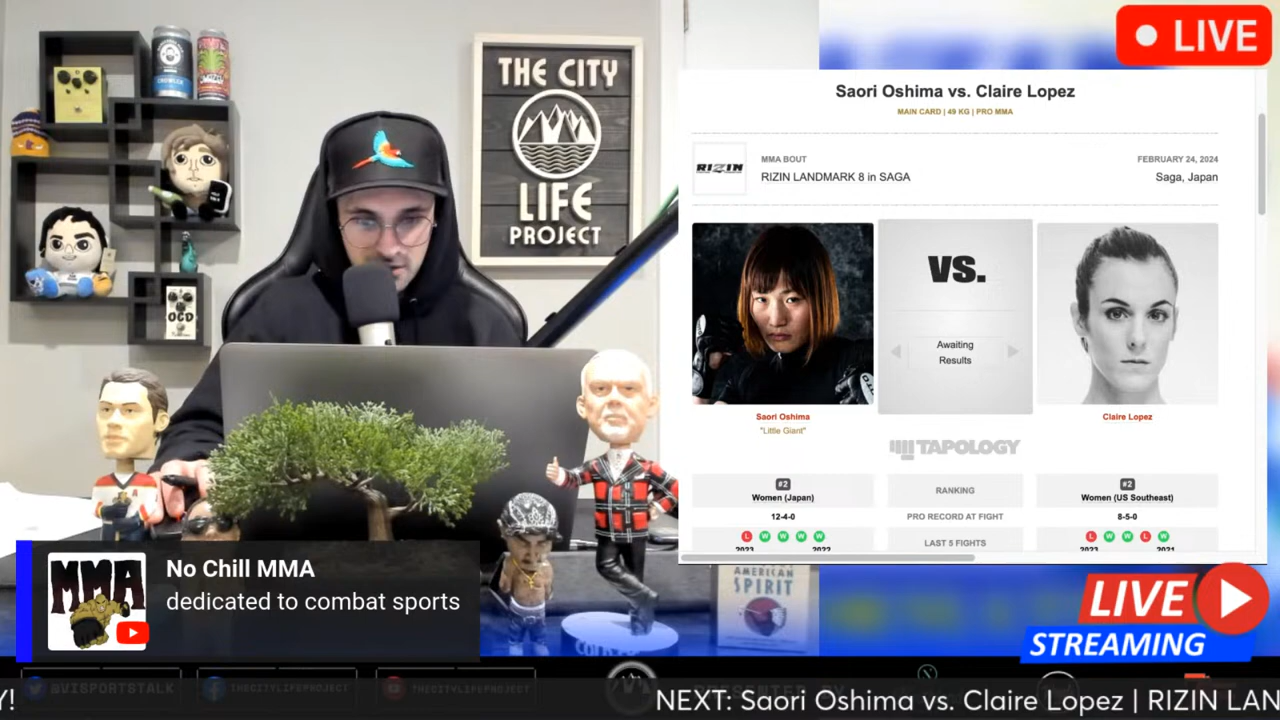 LIVE
THE CITY
LIFE
PROJECT
OCD
Saori Oshima vs. Claire Lopez
MAIN CARD | 49 KG | PRO MMA
RIZIN
MMA BOUT
RIZIN LANDMARK 8 in SAGA
FEBRUARY 24, 2024
Saga, Japan
VS.
Awaiting
Results
Saori Oshima
"Little Giant"
Claire Lopez
TAPOLOGY
#2
Women (Japan)
RANKING
#2
Women (US Southeast)
12-4-0
PRO RECORD AT FIGHT
8-5-0
L W W W W
LAST 5 FIGHTS
L W W L W
2023
2022
2023
2021
MMA
No Chill MMA
dedicated to combat sports
AMERICAN
SPIRIT
LIVE
STREAMING
@VISPORTSTALK
THECITYLIFEPROJECT
THECITYLIFEPROJECT
Y!
NEXT: Saori Oshima vs. Claire Lopez | RIZIN LAN